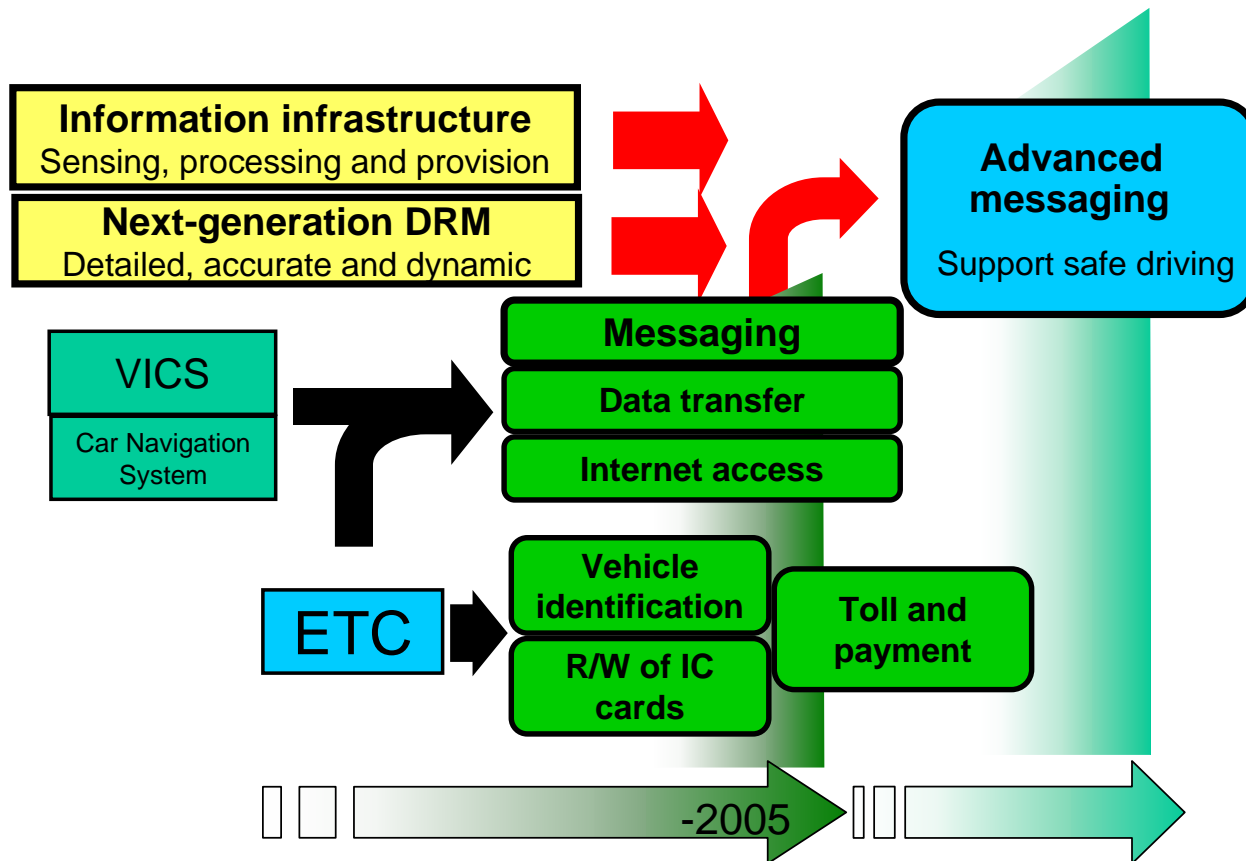 Information infrastructure
Sensing, processing and provision
Next-generation DRM
Detailed, accurate and dynamic
Advanced
messaging
Support safe driving
VICS
Car Navigation
System
Messaging
Data transfer
Internet access
ETC
Vehicle
identification
R/W of IC
cards
Toll and
payment
-2005